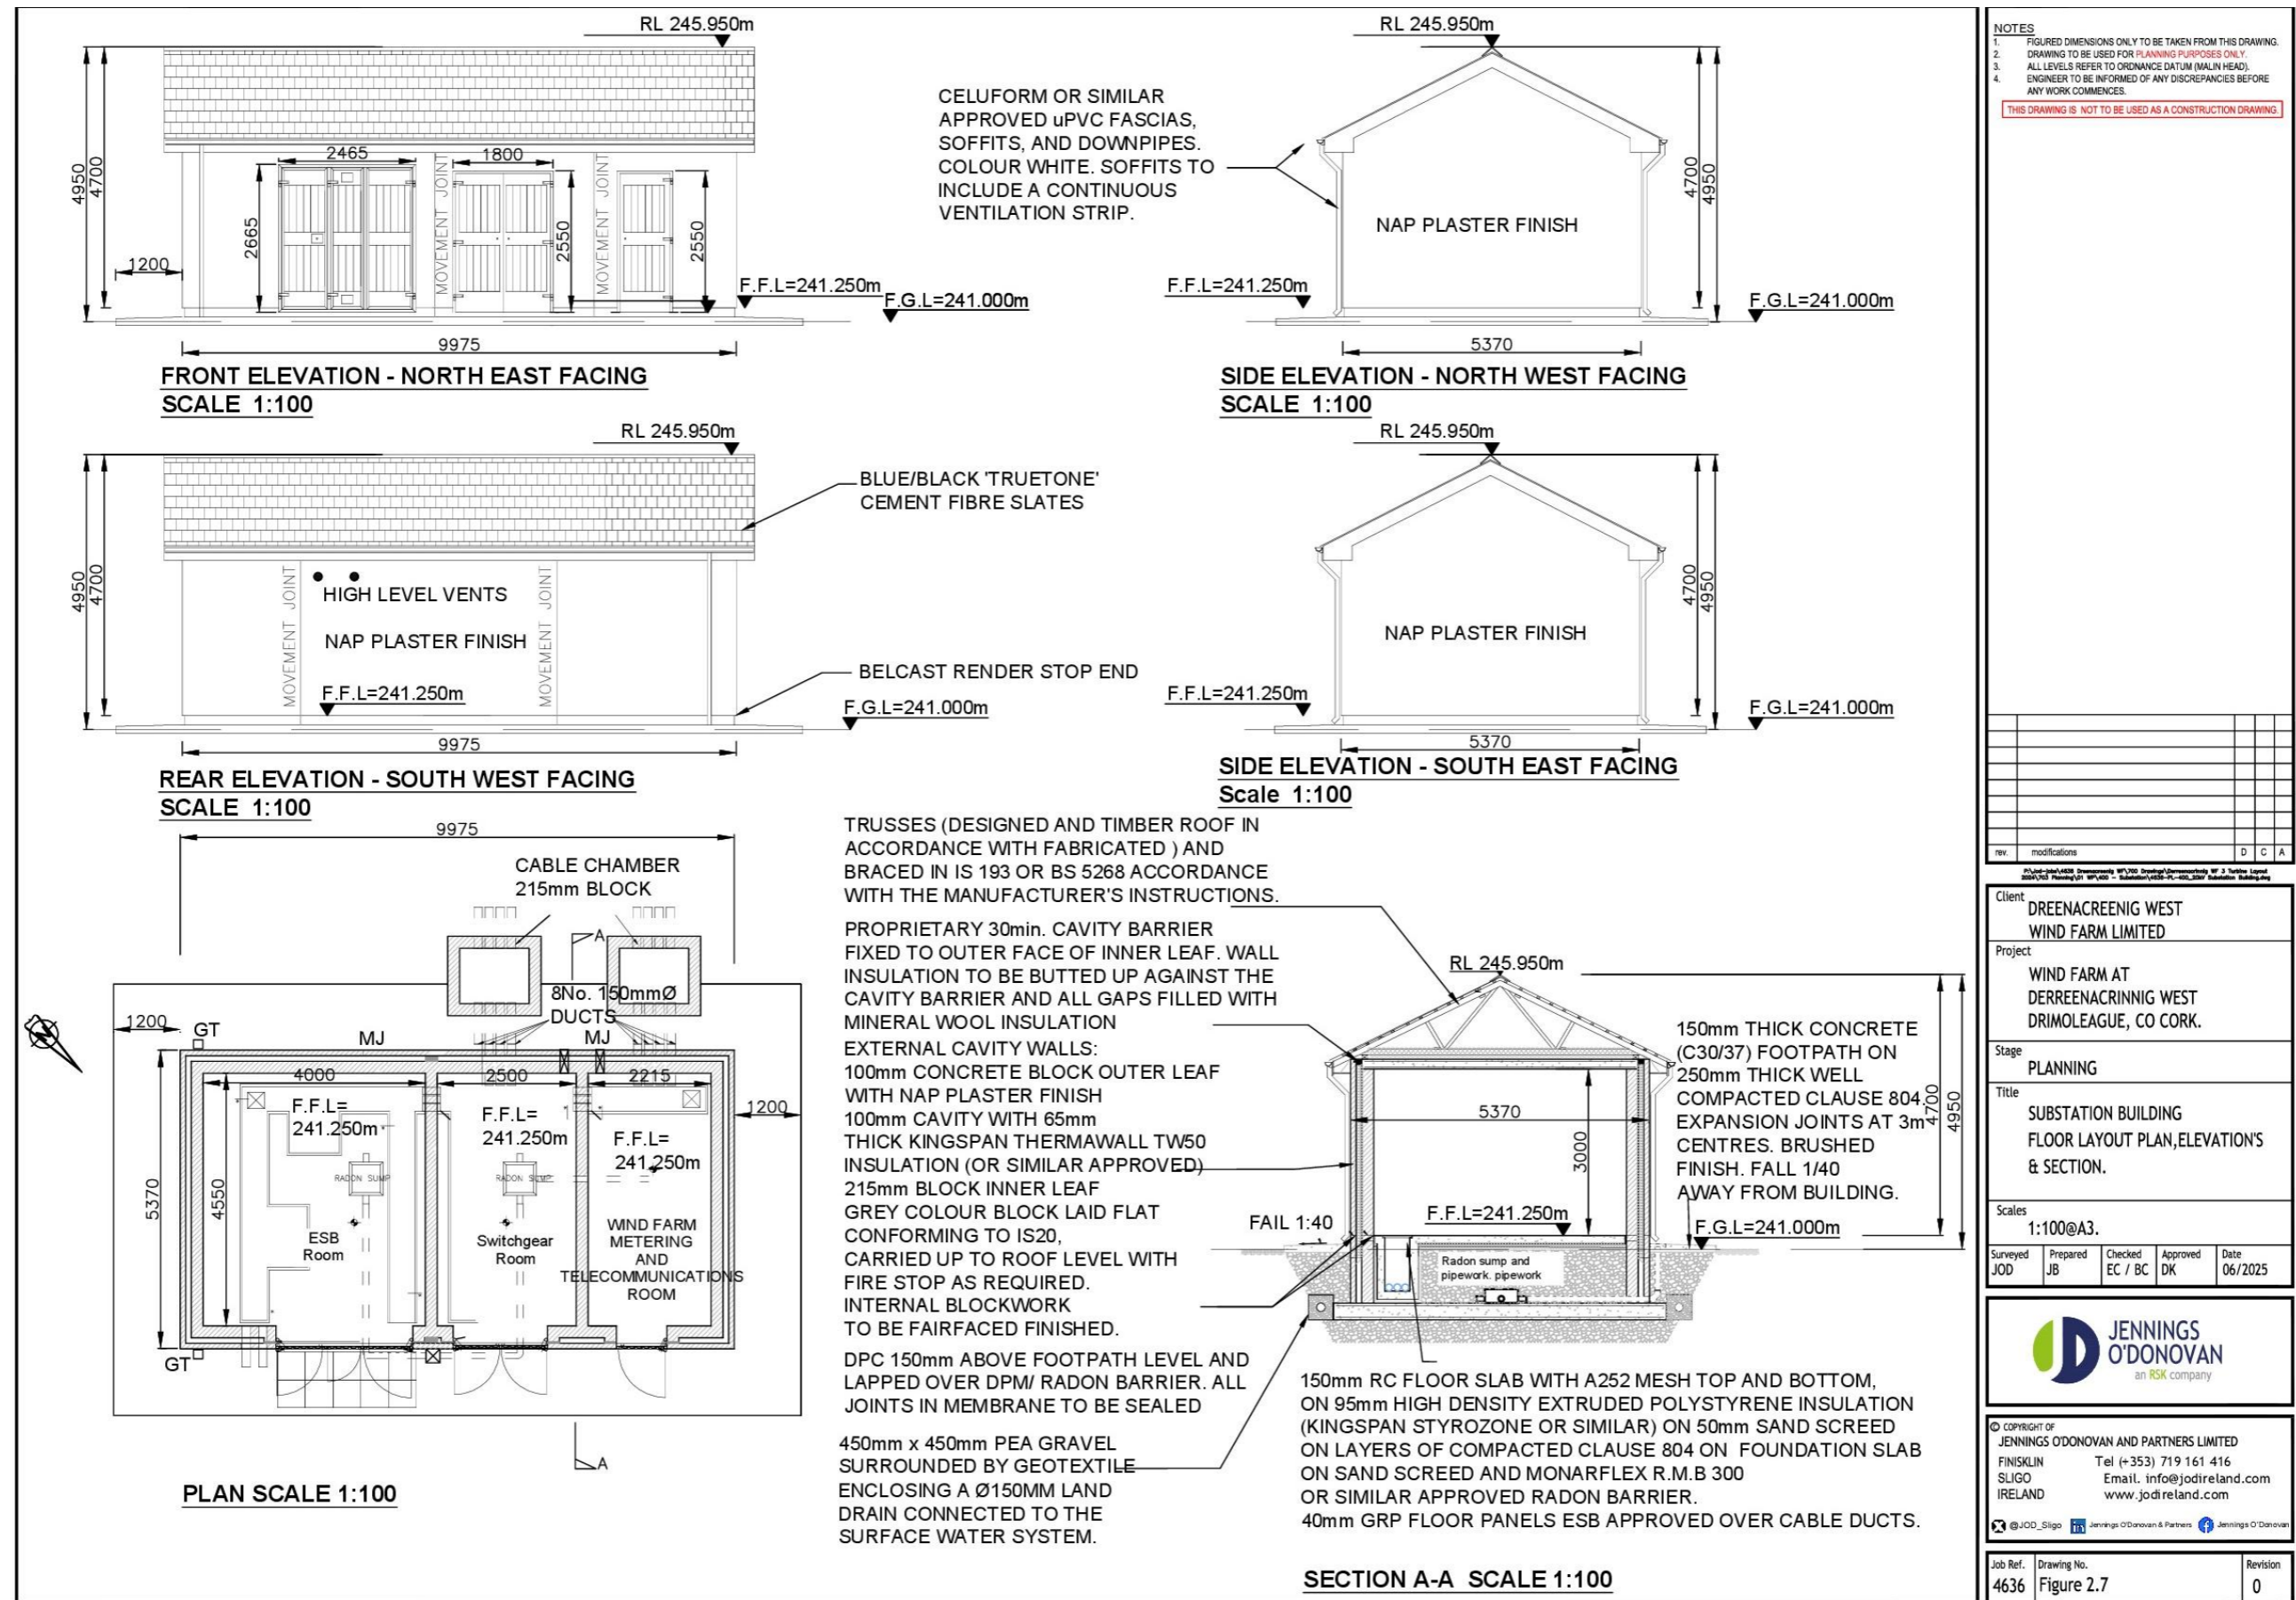 RL 245.950m
4950
4700
2465
1800
MOVEMENT JOINT
MOVEMENT JOINT
2665
2550
2550
1200
F.F.L=241.250m
F.G.L=241.000m
9975
FRONT ELEVATION - NORTH EAST FACING
SCALE 1:100
CELUFORM OR SIMILAR
APPROVED uPVC FASCIAS,
SOFFITS, AND DOWNPIPES.
COLOUR WHITE. SOFFITS TO
INCLUDE A CONTINUOUS
VENTILATION STRIP.
RL 245.950m
4700
4950
NAP PLASTER FINISH
F.F.L=241.250m
F.G.L=241.000m
5370
SIDE ELEVATION - NORTH WEST FACING
SCALE 1:100
RL 245.950m
4950
4700
BLUE/BLACK 'TRUETONE'
CEMENT FIBRE SLATES
MOVEMENT JOINT
HIGH LEVEL VENTS
NAP PLASTER FINISH
MOVEMENT JOINT
F.F.L=241.250m
BELCAST RENDER STOP END
F.G.L=241.000m
9975
REAR ELEVATION - SOUTH WEST FACING
SCALE 1:100
RL 245.950m
4700
4950
NAP PLASTER FINISH
F.F.L=241.250m
F.G.L=241.000m
5370
SIDE ELEVATION - SOUTH EAST FACING
Scale 1:100
9975
CABLE CHAMBER
215mm BLOCK
A
8No. 150mmØ
DUCTS
1200
GT
MJ
MJ
4000
2500
2215
1200
F.F.L=
241.250m
F.F.L=
241.250m
F.F.L=
241.250m
5370
4550
RADON SUMP
RADON SUMP
ESB
Room
Switchgear
Room
WIND FARM
METERING
AND
TELECOMMUNICATIONS
ROOM
GT
A
PLAN SCALE 1:100
TRUSSES (DESIGNED AND TIMBER ROOF IN
ACCORDANCE WITH FABRICATED ) AND
BRACED IN IS 193 OR BS 5268 ACCORDANCE
WITH THE MANUFACTURER'S INSTRUCTIONS.
PROPRIETARY 30min. CAVITY BARRIER
FIXED TO OUTER FACE OF INNER LEAF. WALL
INSULATION TO BE BUTTED UP AGAINST THE
CAVITY BARRIER AND ALL GAPS FILLED WITH
MINERAL WOOL INSULATION
EXTERNAL CAVITY WALLS:
100mm CONCRETE BLOCK OUTER LEAF
WITH NAP PLASTER FINISH
100mm CAVITY WITH 65mm
THICK KINGSPAN THERMAWALL TW50
INSULATION (OR SIMILAR APPROVED)
215mm BLOCK INNER LEAF
GREY COLOUR BLOCK LAID FLAT
CONFORMING TO IS20,
CARRIED UP TO ROOF LEVEL WITH
FIRE STOP AS REQUIRED.
INTERNAL BLOCKWORK
TO BE FAIRFACED FINISHED.
DPC 150mm ABOVE FOOTPATH LEVEL AND
LAPPED OVER DPM/ RADON BARRIER. ALL
JOINTS IN MEMBRANE TO BE SEALED
450mm x 450mm PEA GRAVEL
SURROUNDED BY GEOTEXTILE
ENCLOSING A Ø150MM LAND
DRAIN CONNECTED TO THE
SURFACE WATER SYSTEM.
RL 245.950m
5370
3000
4700
4950
F.F.L=241.250m
FAIL 1:40
F.G.L=241.000m
Radon sump and
pipework. pipework
150mm THICK CONCRETE
(C30/37) FOOTPATH ON
250mm THICK WELL
COMPACTED CLAUSE 804.
EXPANSION JOINTS AT 3m
CENTRES. BRUSHED
FINISH. FALL 1/40
AWAY FROM BUILDING.
150mm RC FLOOR SLAB WITH A252 MESH TOP AND BOTTOM,
ON 95mm HIGH DENSITY EXTRUDED POLYSTYRENE INSULATION
(KINGSPAN STYROZONE OR SIMILAR) ON 50mm SAND SCREED
ON LAYERS OF COMPACTED CLAUSE 804 ON FOUNDATION SLAB
ON SAND SCREED AND MONARFLEX R.M.B 300
OR SIMILAR APPROVED RADON BARRIER.
40mm GRP FLOOR PANELS ESB APPROVED OVER CABLE DUCTS.
SECTION A-A SCALE 1:100
NOTES
1. FIGURED DIMENSIONS ONLY TO BE TAKEN FROM THIS DRAWING.
2. DRAWING TO BE USED FOR PLANNING PURPOSES ONLY.
3. ALL LEVELS REFER TO ORDNANCE DATUM (MALIN HEAD).
4. ENGINEER TO BE INFORMED OF ANY DISCREPANCIES BEFORE
ANY WORK COMMENCES.
THIS DRAWING IS NOT TO BE USED AS A CONSTRUCTION DRAWING.
rev. modifications D C A
Client
DREENACREENIG WEST
WIND FARM LIMITED
Project
WIND FARM AT
DERREENACRINNIG WEST
DRIMOLEAGUE, CO CORK.
Stage
PLANNING
Title
SUBSTATION BUILDING
FLOOR LAYOUT PLAN,ELEVATION'S
& SECTION.
Scales
1:100@A3.
Surveyed Prepared Checked Approved Date
JOD JB EC / BC DK 06/2025
JENNINGS
O'DONOVAN
an RSK company
© COPYRIGHT OF
JENNINGS O'DONOVAN AND PARTNERS LIMITED
FINISKLIN Tel (+353) 719 161 416
SLIGO Email. info@jodireland.com
IRELAND www.jodireland.com
@JOD_Sligo in Jennings O'Donovan & Partners f Jennings O'Donovan
Job Ref. Drawing No. Revision
4636 Figure 2.7 0